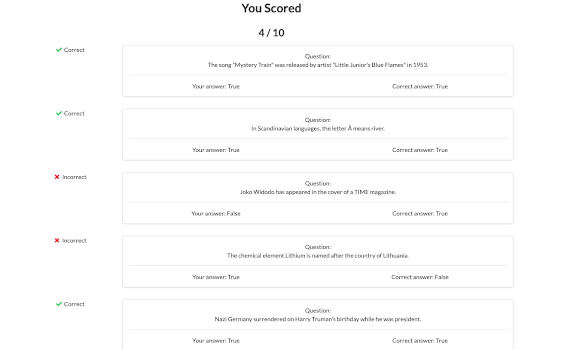 You Scored
4 / 10
Correct
Question:
The song "Mystery Train" was released by artist "Little Junior's Blue Flames" in 1953.
Your answer: True
Correct answer: True
Correct
Question:
In Scandinavian languages, the letter Å means river.
Your answer: True
Correct answer: True
Incorrect
Question:
Joko Widodo has appeared in the cover of a TIME magazine.
Your answer: False
Correct answer: True
Incorrect
Question:
The chemical element Lithium is named after the country of Lithuania.
Your answer: True
Correct answer: False
Correct
Question:
Nazi Germany surrendered on Harry Truman's birthday while he was president.
Your answer: True
Correct answer: True